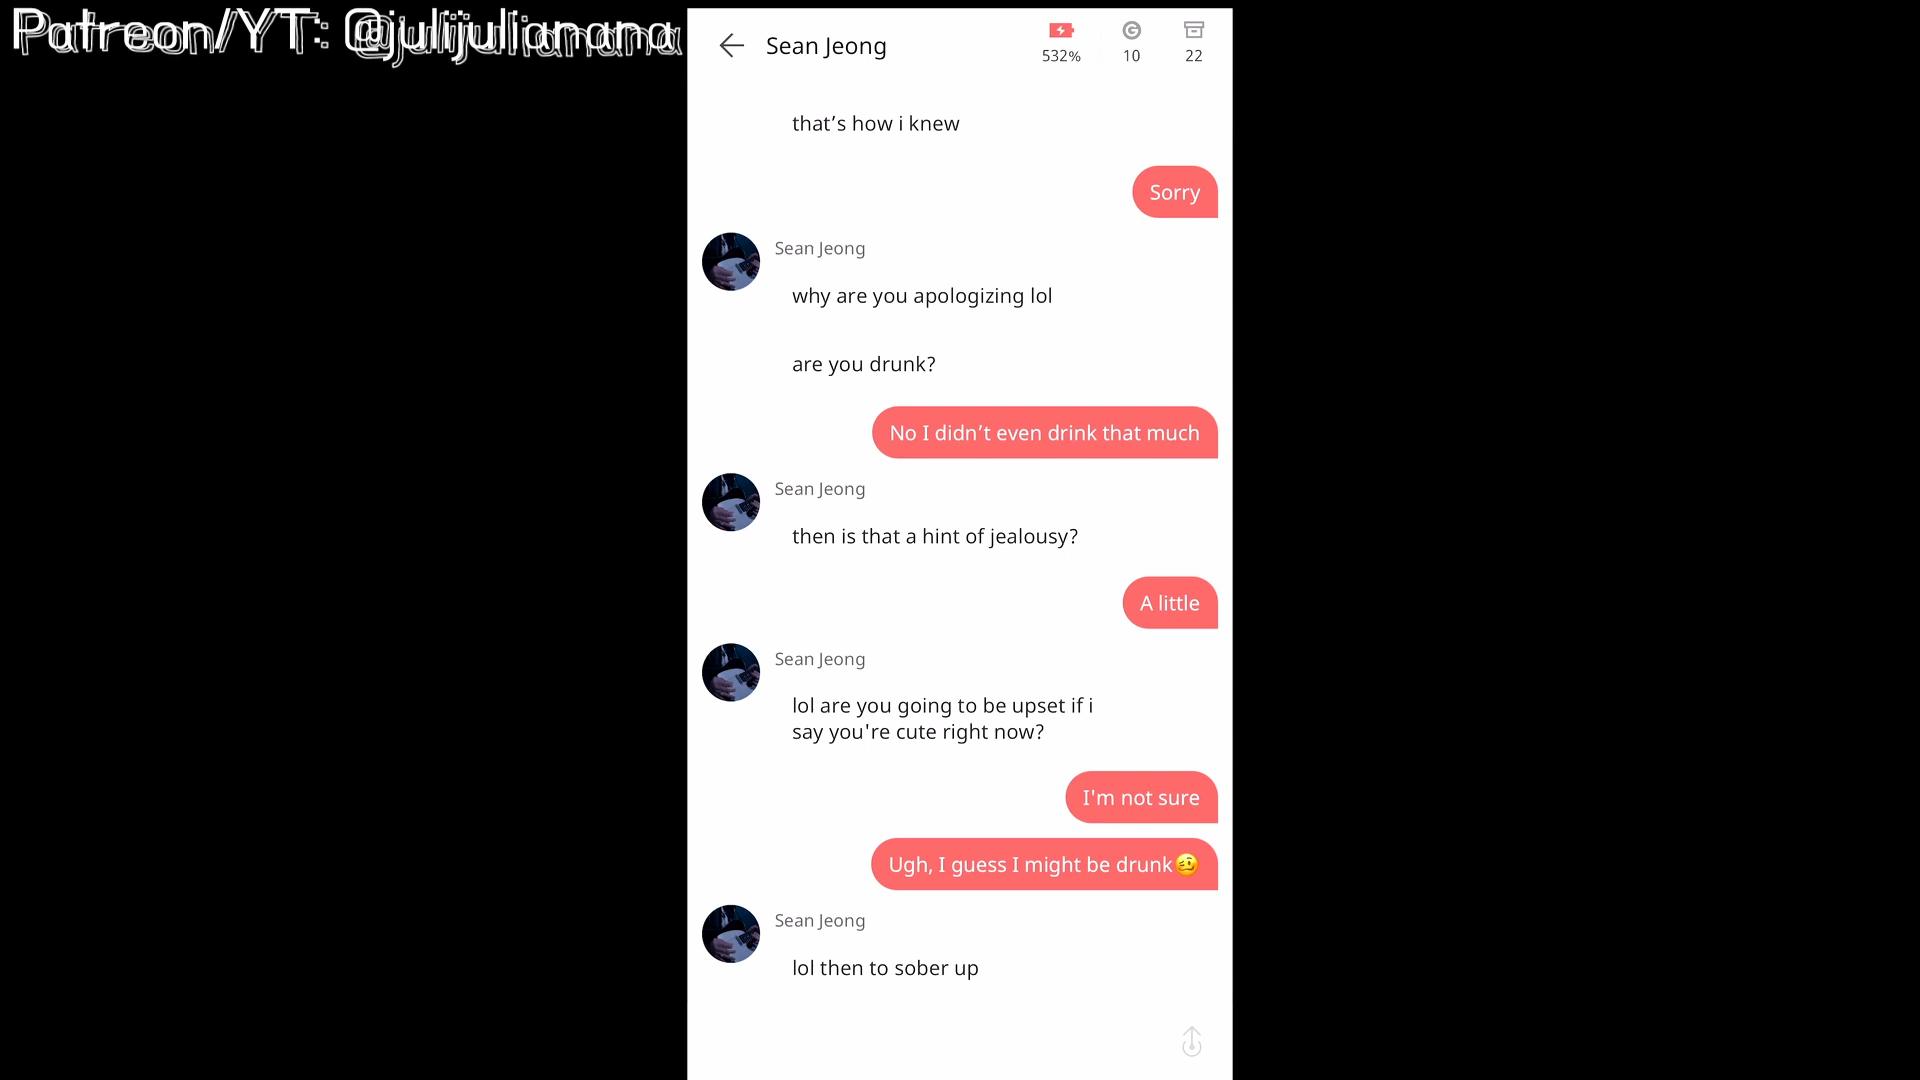 Patreon/YT: @julijulianana
Sean Jeong
532%
10
22
that’s how i knew
Sorry
Sean Jeong
why are you apologizing lol
are you drunk?
No I didn’t even drink that much
Sean Jeong
then is that a hint of jealousy?
A little
Sean Jeong
lol are you going to be upset if i
say you're cute right now?
I'm not sure
Ugh, I guess I might be drunk🥴
Sean Jeong
lol then to sober up